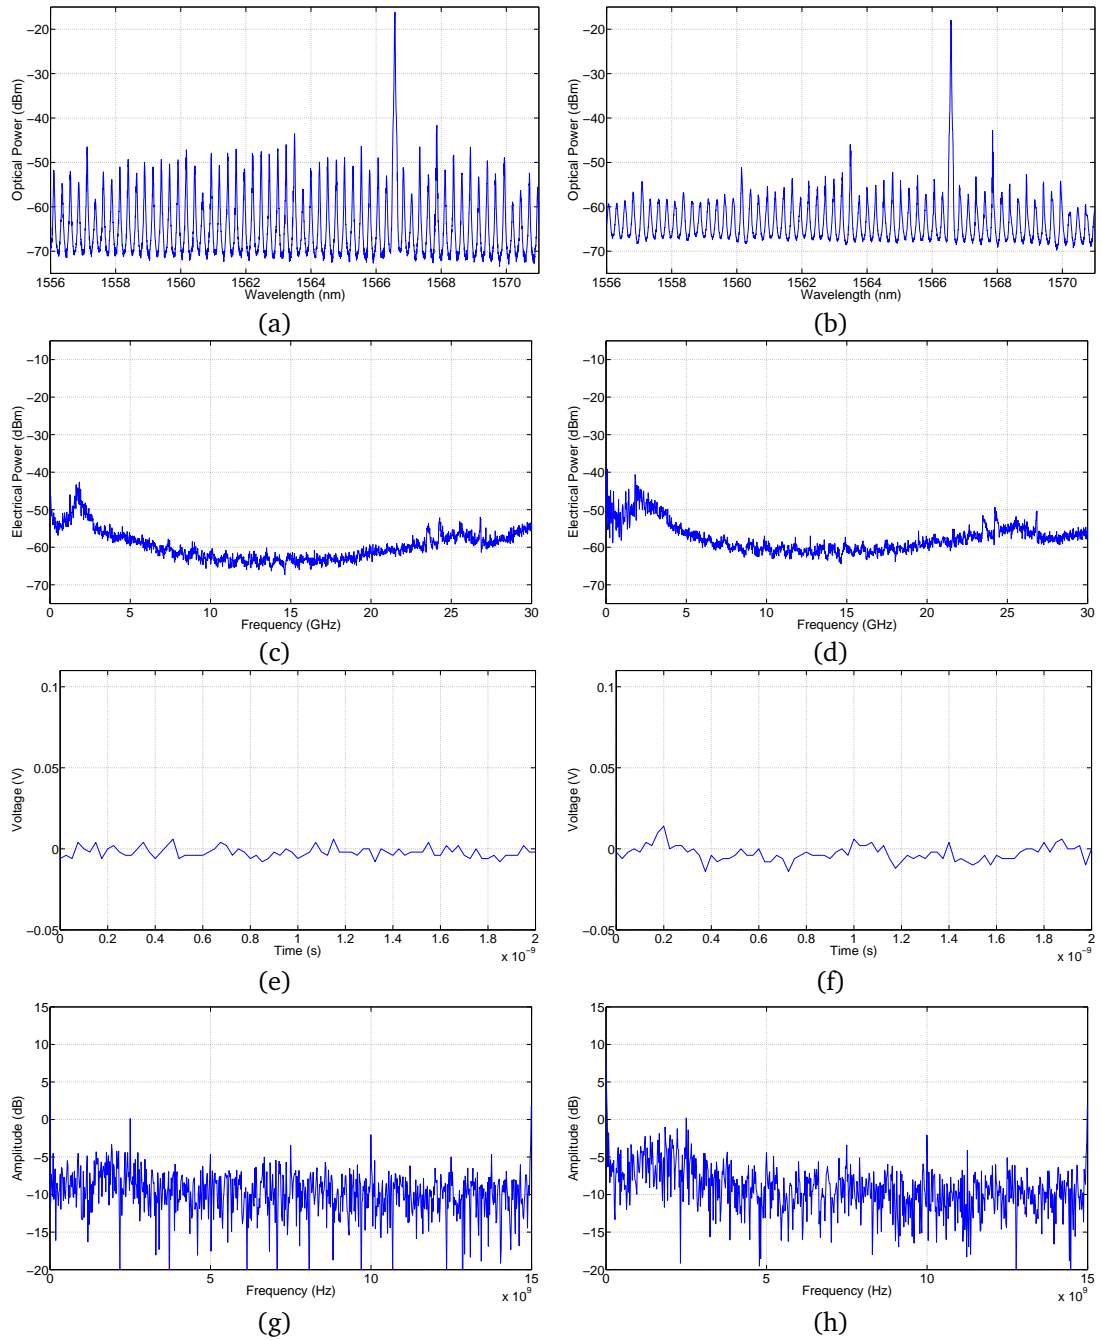 −20
−30
−40
−50
−60
−70
Optical Power (dBm)
1556 1558 1560 1562 1564 1566 1568 1570
Wavelength (nm)
(a)
−20
−30
−40
−50
−60
−70
Optical Power (dBm)
1556 1558 1560 1562 1564 1566 1568 1570
Wavelength (nm)
(b)
−10
−20
−30
−40
−50
−60
−70
Electrical Power (dBm)
0 5 10 15 20 25 30
Frequency (GHz)
(c)
−10
−20
−30
−40
−50
−60
−70
Electrical Power (dBm)
0 5 10 15 20 25 30
Frequency (GHz)
(d)
0.1
0.05
0
−0.05
Voltage (V)
0 0.2 0.4 0.6 0.8 1 1.2 1.4 1.6 1.8 2
Time (s)
x 10⁻⁹
(e)
0.1
0.05
0
−0.05
Voltage (V)
0 0.2 0.4 0.6 0.8 1 1.2 1.4 1.6 1.8 2
Time (s)
x 10⁻⁹
(f)
15
10
5
0
−5
−10
−15
−20
Amplitude (dB)
0 5 10 15
Frequency (Hz)
x 10⁹
(g)
15
10
5
0
−5
−10
−15
−20
Amplitude (dB)
0 5 10 15
Frequency (Hz)
x 10⁹
(h)